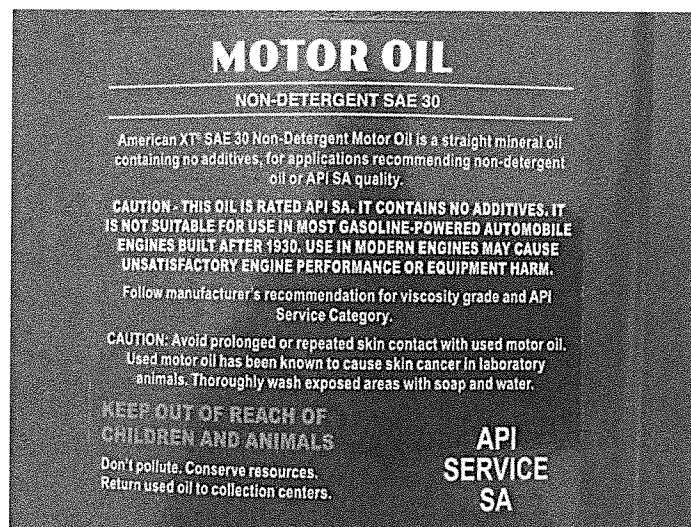 MOTOR OIL
NON-DETERGENT SAE 30
American XT® SAE 30 Non-Detergent Motor Oil is a straight mineral oil
containing no additives, for applications recommending non-detergent
oil or API SA quality.
CAUTION - THIS OIL IS RATED API SA. IT CONTAINS NO ADDITIVES. IT
IS NOT SUITABLE FOR USE IN MOST GASOLINE-POWERED AUTOMOBILE
ENGINES BUILT AFTER 1930. USE IN MODERN ENGINES MAY CAUSE
UNSATISFACTORY ENGINE PERFORMANCE OR EQUIPMENT HARM.
Follow manufacturer's recommendation for viscosity grade and API
Service Category.
CAUTION: Avoid prolonged or repeated skin contact with used motor oil.
Used motor oil has been known to cause skin cancer in laboratory
animals. Thoroughly wash exposed areas with soap and water.
KEEP OUT OF REACH OF
CHILDREN AND ANIMALS
Don't pollute. Conserve resources.
Return used oil to collection centers.
API
SERVICE
SA